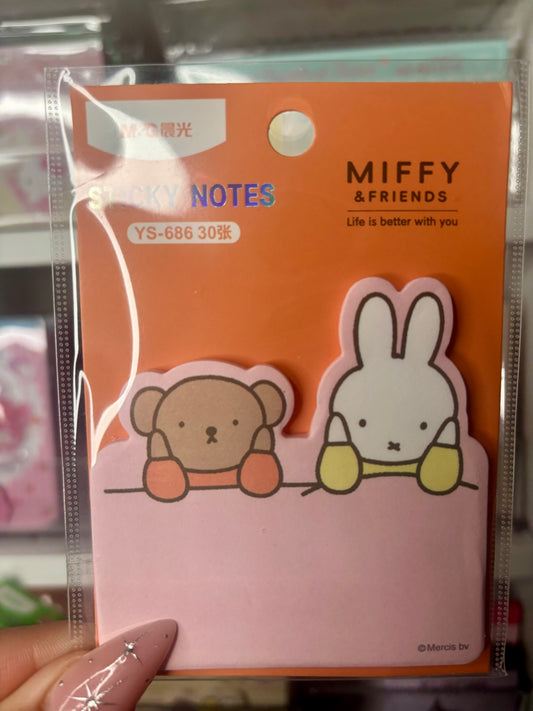 M&G晨光
STICKY NOTES
YS-686 30张
MIFFY
& FRIENDS
Life is better with you
©Mercis bv